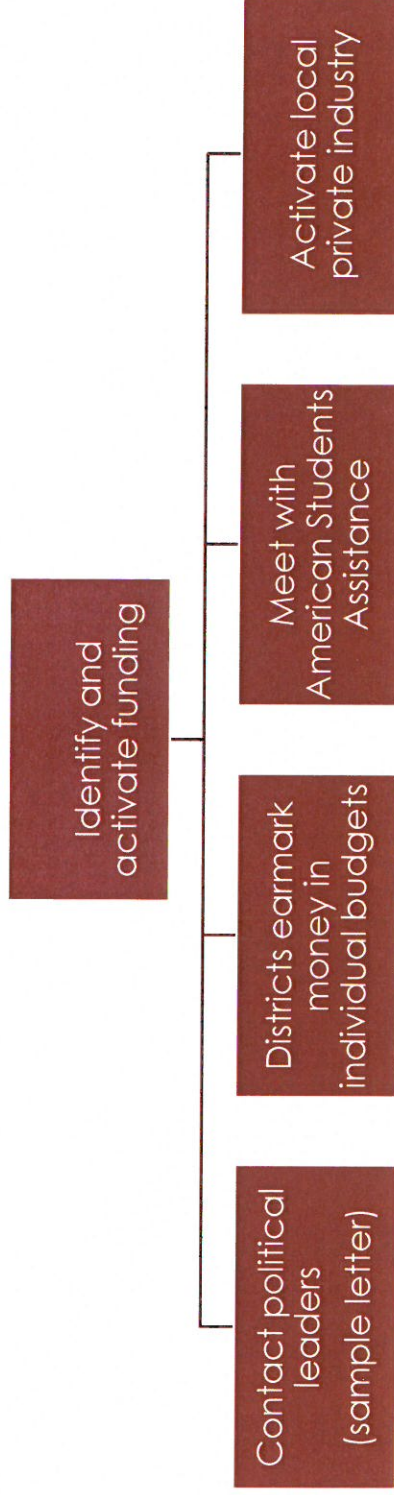 Identify and
activate funding
Contact political
leaders
(sample letter)
Districts earmark
money in
individual budgets
Meet with
American Students
Assistance
Activate local
private industry